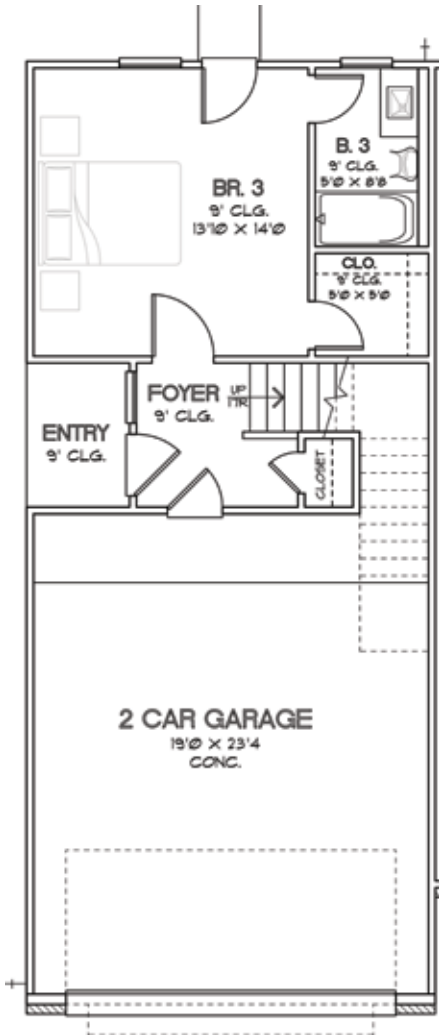 B. 3
9' CLG.
5'0 X 8'8
BR. 3
9' CLG.
13'10 X 14'0
CLO.
9' CLG.
5'0 X 5'0
FOYER
9' CLG.
UP
17R
ENTRY
9' CLG.
CLOSET
2 CAR GARAGE
19'0 X 23'4
CONC.